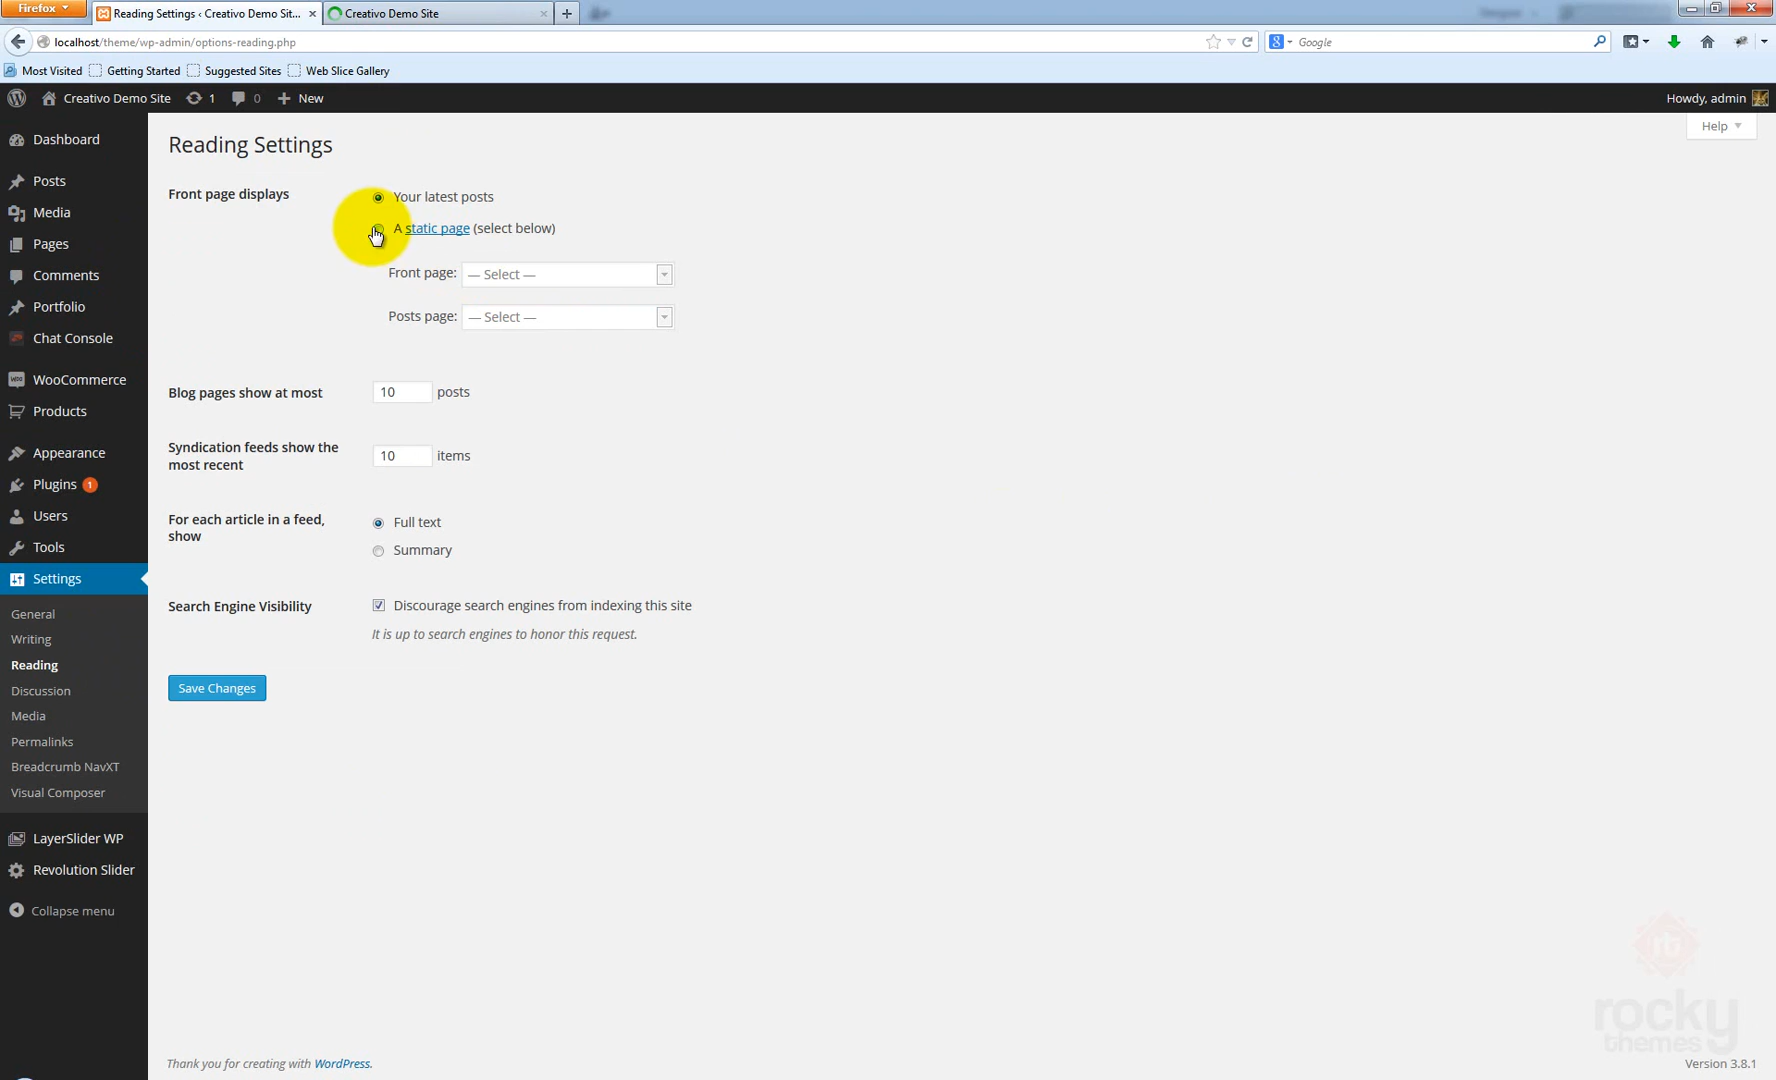 Firefox
Reading Settings ‹ Creativo Demo Sit...
Creativo Demo Site
localhost/theme/wp-admin/options-reading.php
Google
Most Visited
Getting Started
Suggested Sites
Web Slice Gallery
Creativo Demo Site
1
0
New
Howdy, admin
Help
Dashboard
Posts
Media
Pages
Comments
Portfolio
Chat Console
WooCommerce
Products
Appearance
Plugins 1
Users
Tools
Settings
General
Writing
Reading
Discussion
Media
Permalinks
Breadcrumb NavXT
Visual Composer
LayerSlider WP
Revolution Slider
Collapse menu
Reading Settings
Front page displays
Your latest posts
A static page (select below)
Front page: — Select —
Posts page: — Select —
Blog pages show at most 10 posts
Syndication feeds show the
most recent
10 items
For each article in a feed,
show
Full text
Summary
Search Engine Visibility
Discourage search engines from indexing this site
It is up to search engines to honor this request.
Save Changes
rocky
themes
Thank you for creating with WordPress.
Version 3.8.1